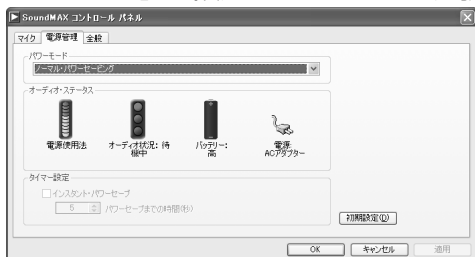 SoundMAX コントロール パネル
マイク 電源管理 全般
パワーモード
ノーマル・パワーセービング
オーディオ・ステータス
電源使用法
オーディオ状況: 待
機中
バッテリー:
高
電源:
ACアダプター
タイマー設定
インスタント・パワーセーブ
5 パワーセーブまでの時間(秒)
初期設定(D)
OK キャンセル 適用